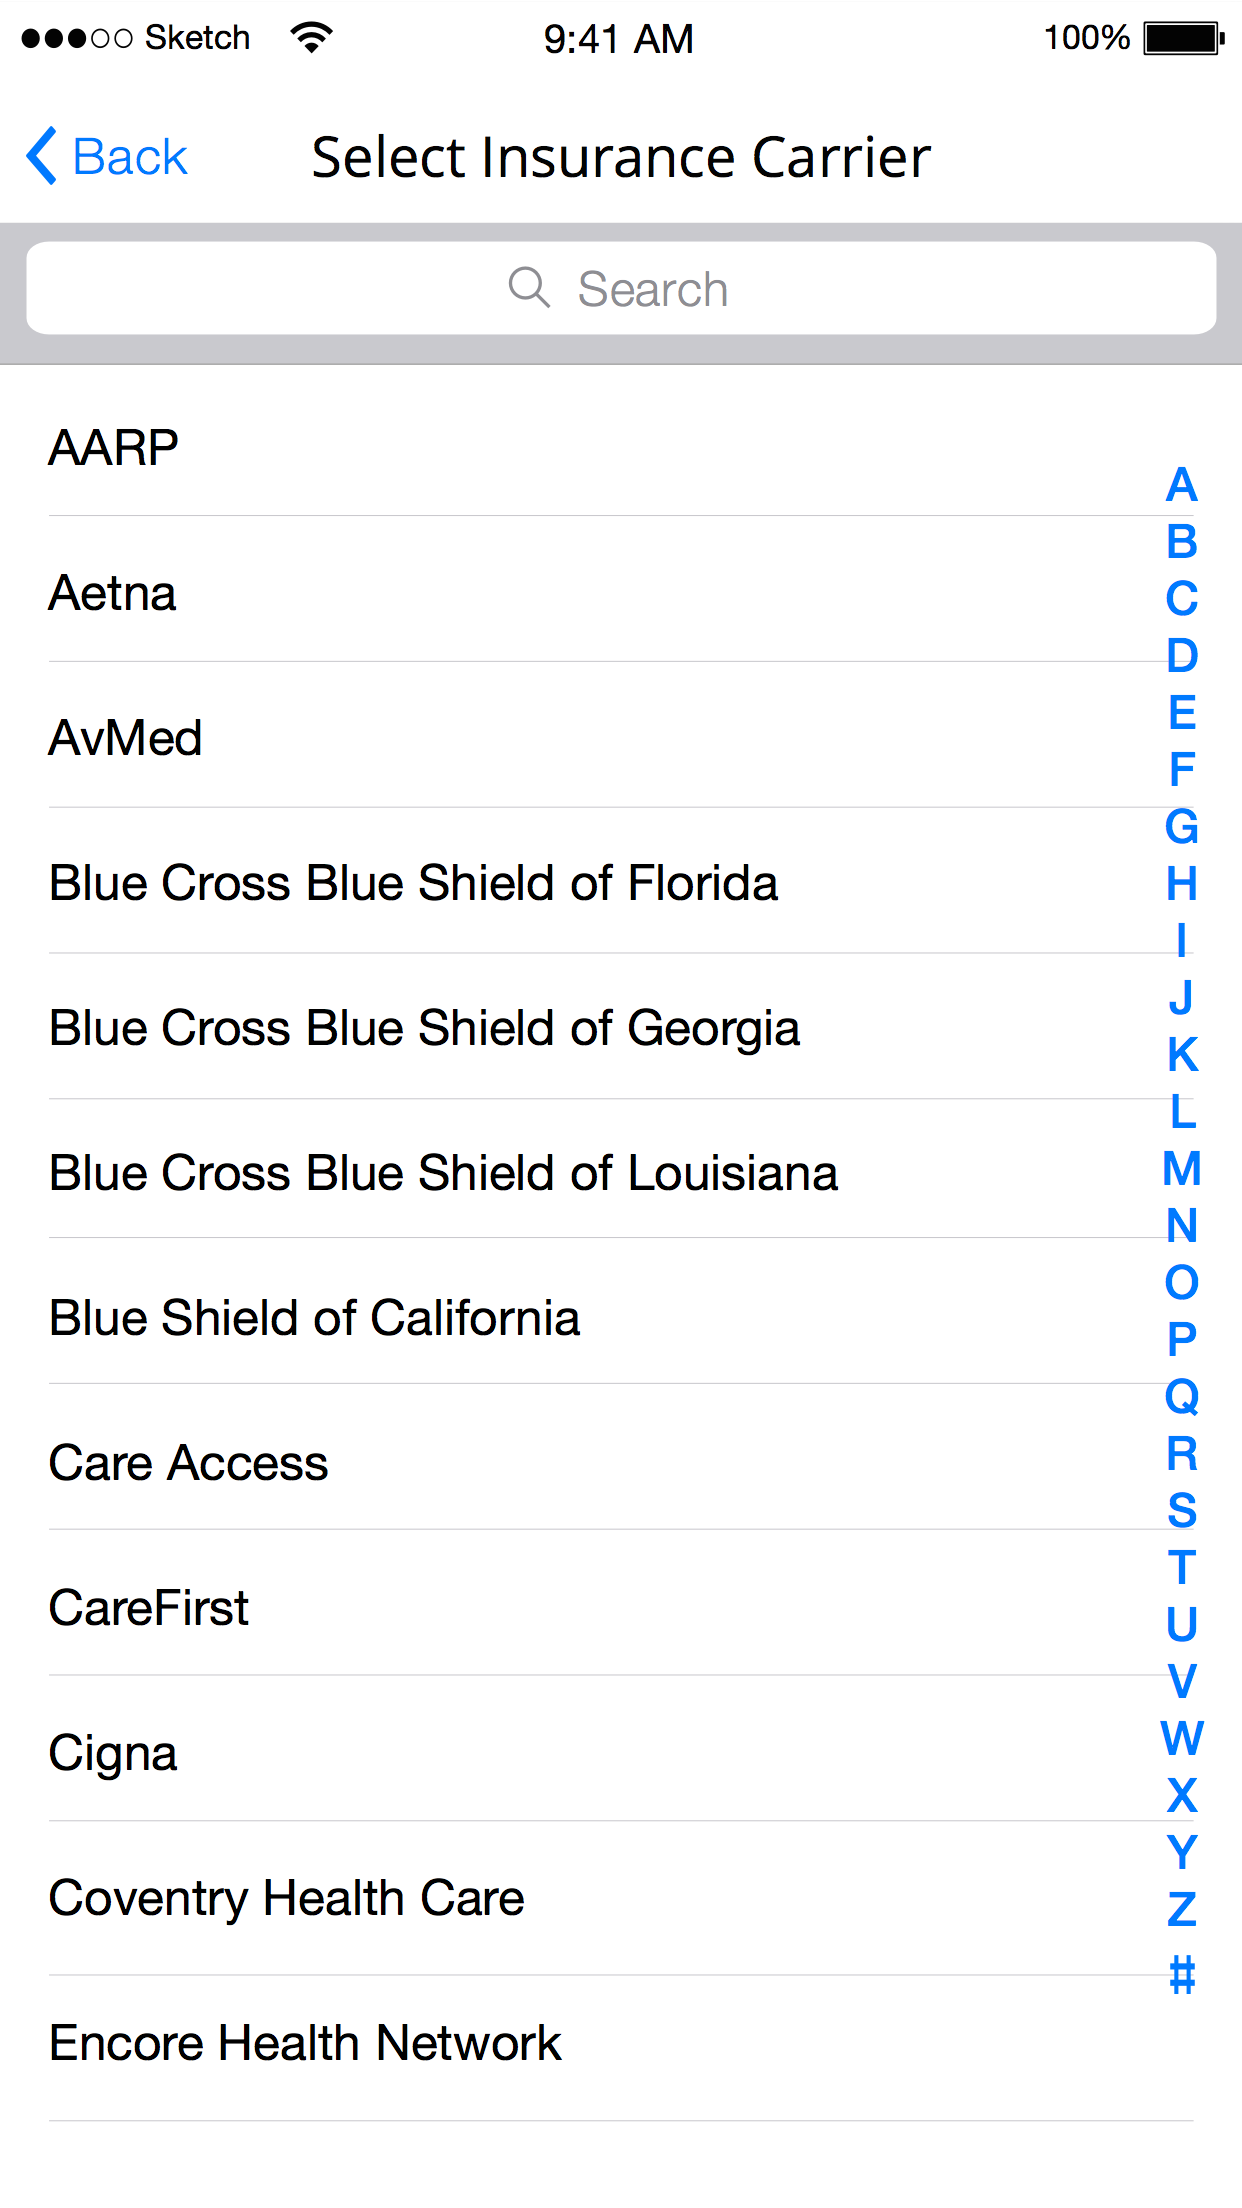 Sketch 9:41 AM 100%
Back Select Insurance Carrier
Search
AARP
Aetna
AvMed
Blue Cross Blue Shield of Florida
Blue Cross Blue Shield of Georgia
Blue Cross Blue Shield of Louisiana
Blue Shield of California
Care Access
CareFirst
Cigna
Coventry Health Care
Encore Health Network
A
B
C
D
E
F
G
H
I
J
K
L
M
N
O
P
Q
R
S
T
U
V
W
X
Y
Z
#